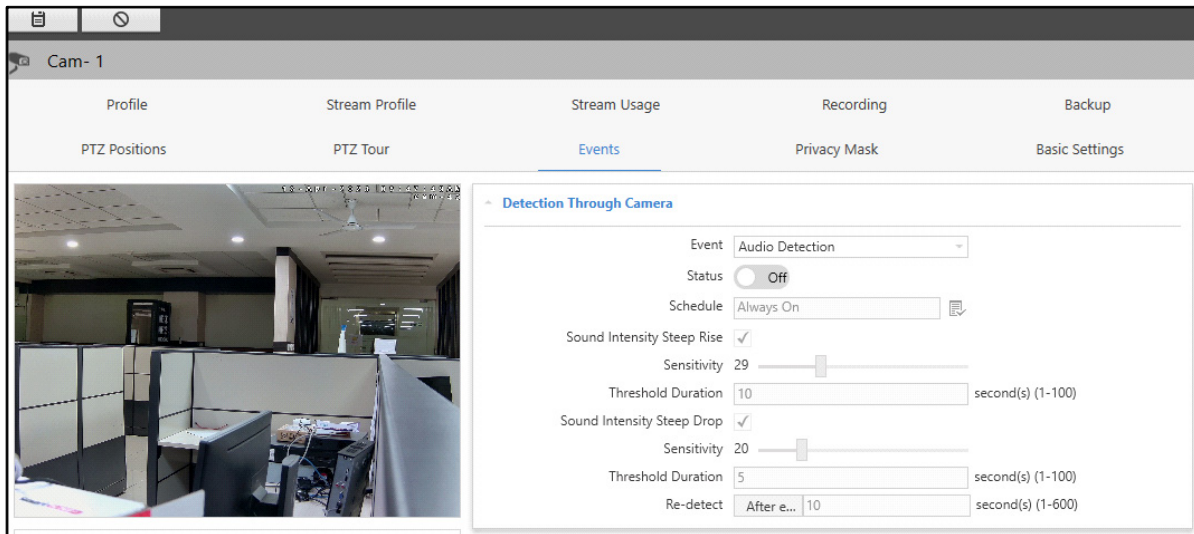 Cam- 1
Profile Stream Profile Stream Usage Recording Backup
PTZ Positions PTZ Tour Events Privacy Mask Basic Settings
Detection Through Camera
Event Audio Detection
Status Off
Schedule Always On
Sound Intensity Steep Rise
Sensitivity 29
Threshold Duration 10 second(s) (1-100)
Sound Intensity Steep Drop
Sensitivity 20
Threshold Duration 5 second(s) (1-100)
Re-detect After e... 10 second(s) (1-600)